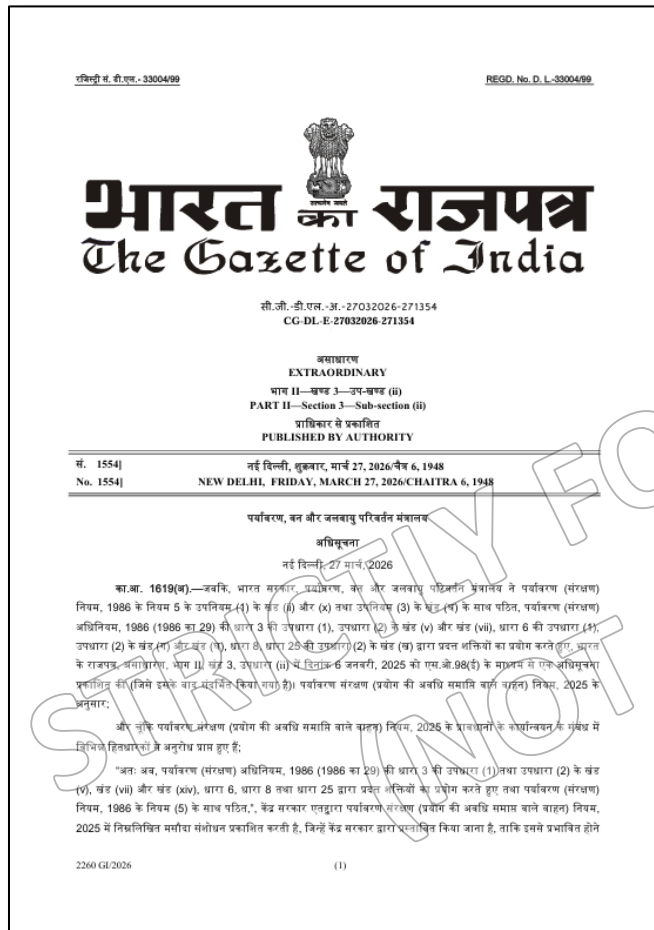 रजिस्ट्री सं. डी.एल.- 33004/99
REGD. No. D. L.-33004/99
सत्यमेव जयते
भारत का राजपत्र
The Gazette of India
सी.जी.-डी.एल.-अ.-27032026-271354
CG-DL-E-27032026-271354
असाधारण
EXTRAORDINARY
भाग II—खण्ड 3—उप-खण्ड (ii)
PART II—Section 3—Sub-section (ii)
प्राधिकार से प्रकाशित
PUBLISHED BY AUTHORITY
सं. 1554] नई दिल्ली, शुक्रवार, मार्च 27, 2026/चैत्र 6, 1948
No. 1554] NEW DELHI, FRIDAY, MARCH 27, 2026/CHAITRA 6, 1948
पर्यावरण, वन और जलवायु परिवर्तन मंत्रालय
अधिसूचना
नई दिल्ली, 27 मार्च, 2026
का.आ. 1619(अ).—जबकि, भारत सरकार, पर्यावरण, वन और जलवायु परिवर्तन मंत्रालय ने पर्यावरण (संरक्षण)
नियम, 1986 के नियम 5 के उपनियम (1) के खंड (ii) और (x) तथा उपनियम (3) के खंड (घ) के साथ पठित, पर्यावरण (संरक्षण)
अधिनियम, 1986 (1986 का 29) की धारा 3 की उपधारा (1), उपधारा (2) के खंड (v) और खंड (vii), धारा 6 की उपधारा (1),
उपधारा (2) के खंड (ग) और खंड (घ), धारा 8, धारा 25 की उपधारा (2) के खंड (ख) द्वारा प्रदत्त शक्तियों का प्रयोग करते हुए, भारत
के राजपत्र, असाधारण, भाग II, खंड 3, उपधारा (ii) में दिनांक 6 जनवरी, 2025 को एस.ओ.98(ई) के माध्यम से एक अधिसूचना
प्रकाशित की (जिसे इसके बाद संदर्भित किया गया है)। पर्यावरण संरक्षण (प्रयोग की अवधि समाप्ति वाले वाहन) नियम, 2025 के
अनुसार;
और चूंकि पर्यावरण संरक्षण (प्रयोग की अवधि समाप्ति वाले वाहन) नियम, 2025 के प्रावधानों के कार्यान्वयन के संबंध में
विभिन्न हितधारकों से अनुरोध प्राप्त हुए हैं;
"अतः अब, पर्यावरण (संरक्षण) अधिनियम, 1986 (1986 का 29) की धारा 3 की उपधारा (1) तथा उपधारा (2) के खंड
(v), खंड (vii) और खंड (xiv), धारा 6, धारा 8 तथा धारा 25 द्वारा प्रदत्त शक्तियों का प्रयोग करते हुए तथा पर्यावरण (संरक्षण)
नियम, 1986 के नियम (5) के साथ पठित,", केंद्र सरकार एतद्द्वारा पर्यावरण संरक्षण (प्रयोग की अवधि समाप्त वाले वाहन) नियम,
2025 में निम्नलिखित मसौदा संशोधन प्रकाशित करती है, जिन्हें केंद्र सरकार द्वारा प्रस्तावित किया जाना है, ताकि इससे प्रभावित होने
2260 GI/2026 (1)
STRICTLY FO
(NOT